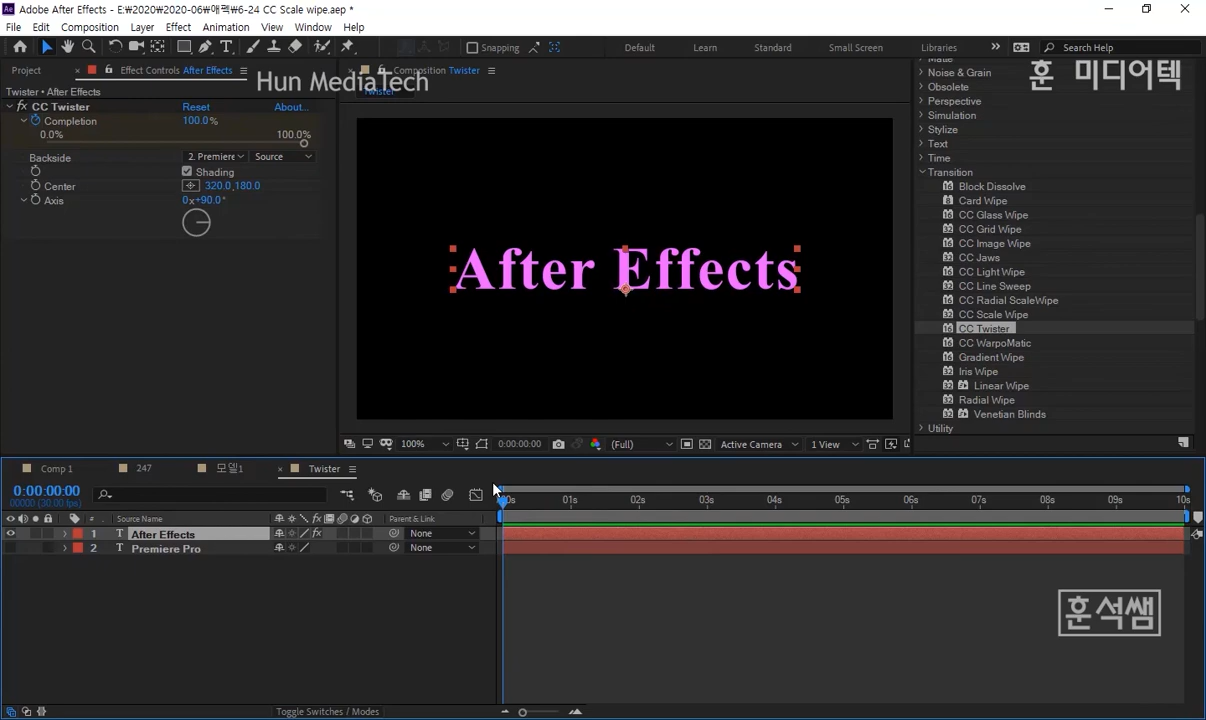 Adobe After Effects - E:₩2020₩2020-06₩애펙₩6-24 CC Scale wipe.aep *
File Edit Composition Layer Effect Animation View Window Help
Snapping
Default Learn Standard Small Screen Libraries
Search Help
Project
Effect Controls After Effects
Twister • After Effects
fx CC Twister Reset About...
Completion 100.0%
0.0% 100.0%
Backside 2. Premiere Source
Shading
Center 320.0,180.0
Axis 0x+90.0°
Hun MediaTech
Composition Twister
Twister
After Effects
100% 0:00:00:00 (Full) Active Camera 1 View
훈 미디어텍
Matte
Noise & Grain
Obsolete
Perspective
Simulation
Stylize
Text
Time
Transition
Block Dissolve
Card Wipe
CC Glass Wipe
CC Grid Wipe
CC Image Wipe
CC Jaws
CC Light Wipe
CC Line Sweep
CC Radial ScaleWipe
CC Scale Wipe
CC Twister
CC WarpoMatic
Gradient Wipe
Iris Wipe
Linear Wipe
Radial Wipe
Venetian Blinds
Utility
Comp 1 247 모델1 Twister
0:00:00:00
00000 (30.00 fps)
00s 01s 02s 03s 04s 05s 06s 07s 08s 09s 10s
# Source Name Parent & Link
1 T After Effects fx None
2 T Premiere Pro None
훈석쌤
Toggle Switches / Modes